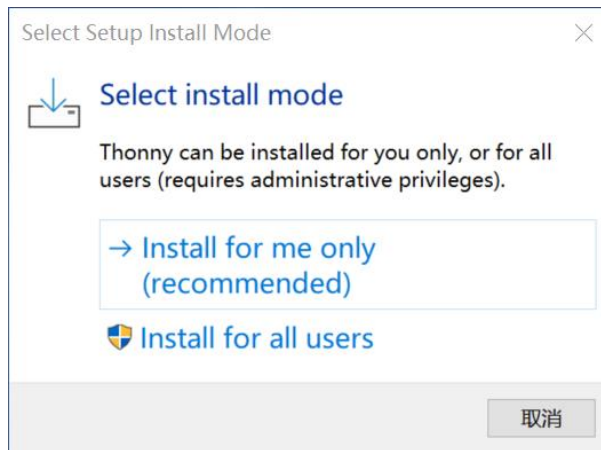 Select Setup Install Mode
Select install mode
Thonny can be installed for you only, or for all
users (requires administrative privileges).
→ Install for me only
(recommended)
Install for all users
取消